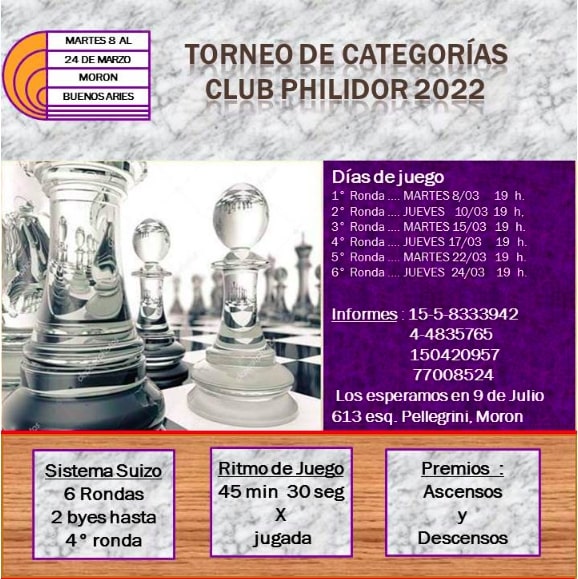 MARTES 8 AL
24 DE MARZO
MORON
BUENOS ARIES
TORNEO DE CATEGORÍAS
CLUB PHILIDOR 2022
Días de juego
1° Ronda .... MARTES 8/03 19 h.
2° Ronda .... JUEVES 10/03 19 h,
3° Ronda .... MARTES 15/03 19 h.
4° Ronda .... JUEVES 17/03 19 h.
5° Ronda .... MARTES 22/03 19 h.
6° Ronda .... JUEVES 24/03 19 h.
Informes : 15-5-8333942
4-4835765
150420957
77008524
Los esperamos en 9 de Julio
613 esq. Pellegrini, Moron
Sistema Suizo
6 Rondas
2 byes hasta
4° ronda
Ritmo de Juego
45 min 30 seg
X
jugada
Premios :
Ascensos
y
Descensos